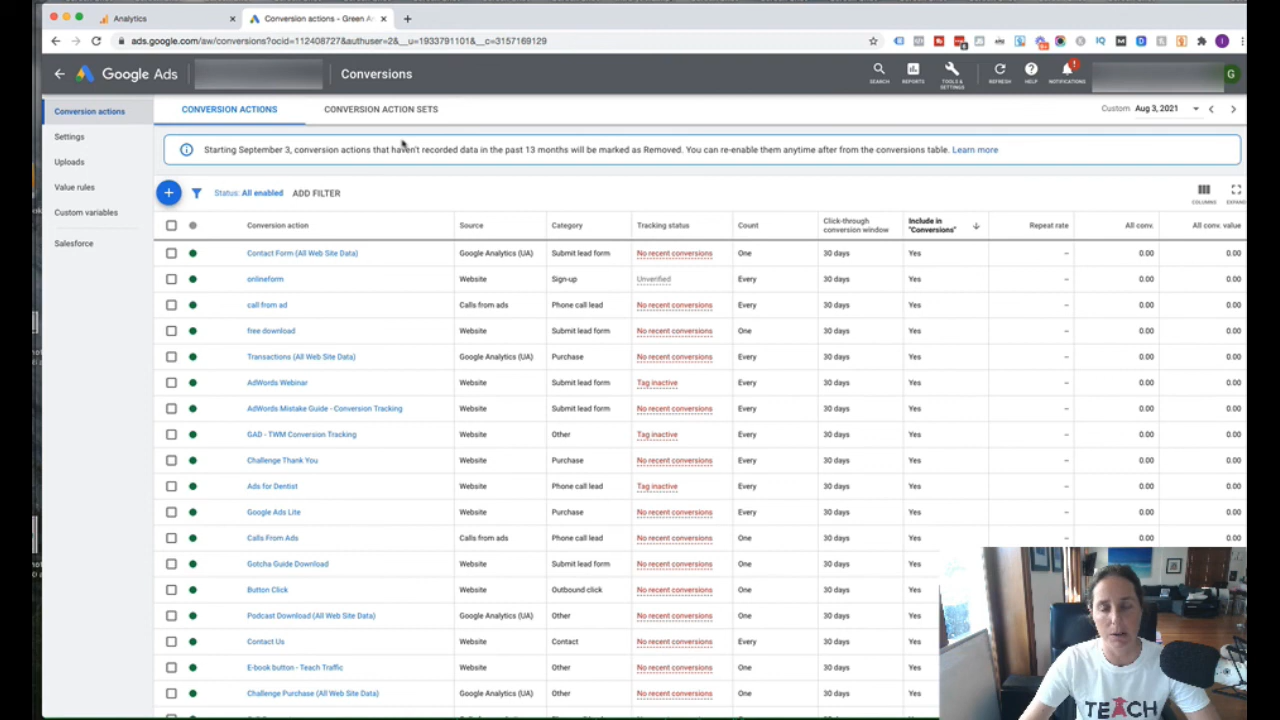 Analytics
Conversion actions - Green A
ads.google.com/aw/conversions?ocid=112408727&authuser=2&__u=1933791101&__c=3157169129
Google Ads
Conversions
SEARCH
REPORTS
TOOLS & SETTINGS
REFRESH
HELP
NOTIFICATIONS
G
Conversion actions
Settings
Uploads
Value rules
Custom variables
Salesforce
CONVERSION ACTIONS
CONVERSION ACTION SETS
Custom Aug 3, 2021
Starting September 3, conversion actions that haven't recorded data in the past 13 months will be marked as Removed. You can re-enable them anytime after from the conversions table. Learn more
Status: All enabled ADD FILTER
COLUMNS
EXPAND
Conversion action Source Category Tracking status Count Click-through conversion window Include in "Conversions" Repeat rate All conv. All conv. value
Contact Form (All Web Site Data) Google Analytics (UA) Submit lead form No recent conversions One 30 days Yes – 0.00 0.00
onlineform Website Sign-up Unverified Every 30 days Yes – 0.00 0.00
call from ad Calls from ads Phone call lead No recent conversions Every 30 days Yes – 0.00 0.00
free download Website Submit lead form No recent conversions One 30 days Yes – 0.00 0.00
Transactions (All Web Site Data) Google Analytics (UA) Purchase No recent conversions Every 30 days Yes – 0.00 0.00
AdWords Webinar Website Submit lead form Tag inactive Every 30 days Yes – 0.00 0.00
AdWords Mistake Guide - Conversion Tracking Website Submit lead form No recent conversions Every 30 days Yes – 0.00 0.00
GAD - TWM Conversion Tracking Website Other Tag inactive Every 30 days Yes – 0.00 0.00
Challenge Thank You Website Purchase No recent conversions Every 30 days Yes – 0.00 0.00
Ads for Dentist Website Phone call lead Tag inactive Every 30 days Yes – 0.00 0.00
Google Ads Lite Website Purchase No recent conversions Every 30 days Yes – 0.00 0.00
Calls From Ads Calls from ads Phone call lead No recent conversions One 30 days Yes – 0.00 0.00
Gotcha Guide Download Website Submit lead form No recent conversions One 30 days Yes
Button Click Website Outbound click No recent conversions One 30 days Yes
Podcast Download (All Web Site Data) Google Analytics (UA) Other No recent conversions One 30 days Yes
Contact Us Website Contact No recent conversions Every 30 days Yes
E-book button - Teach Traffic Website Other No recent conversions One 30 days Yes
Challenge Purchase (All Web Site Data) Google Analytics (UA) Other No recent conversions One 30 days Yes
TEACH